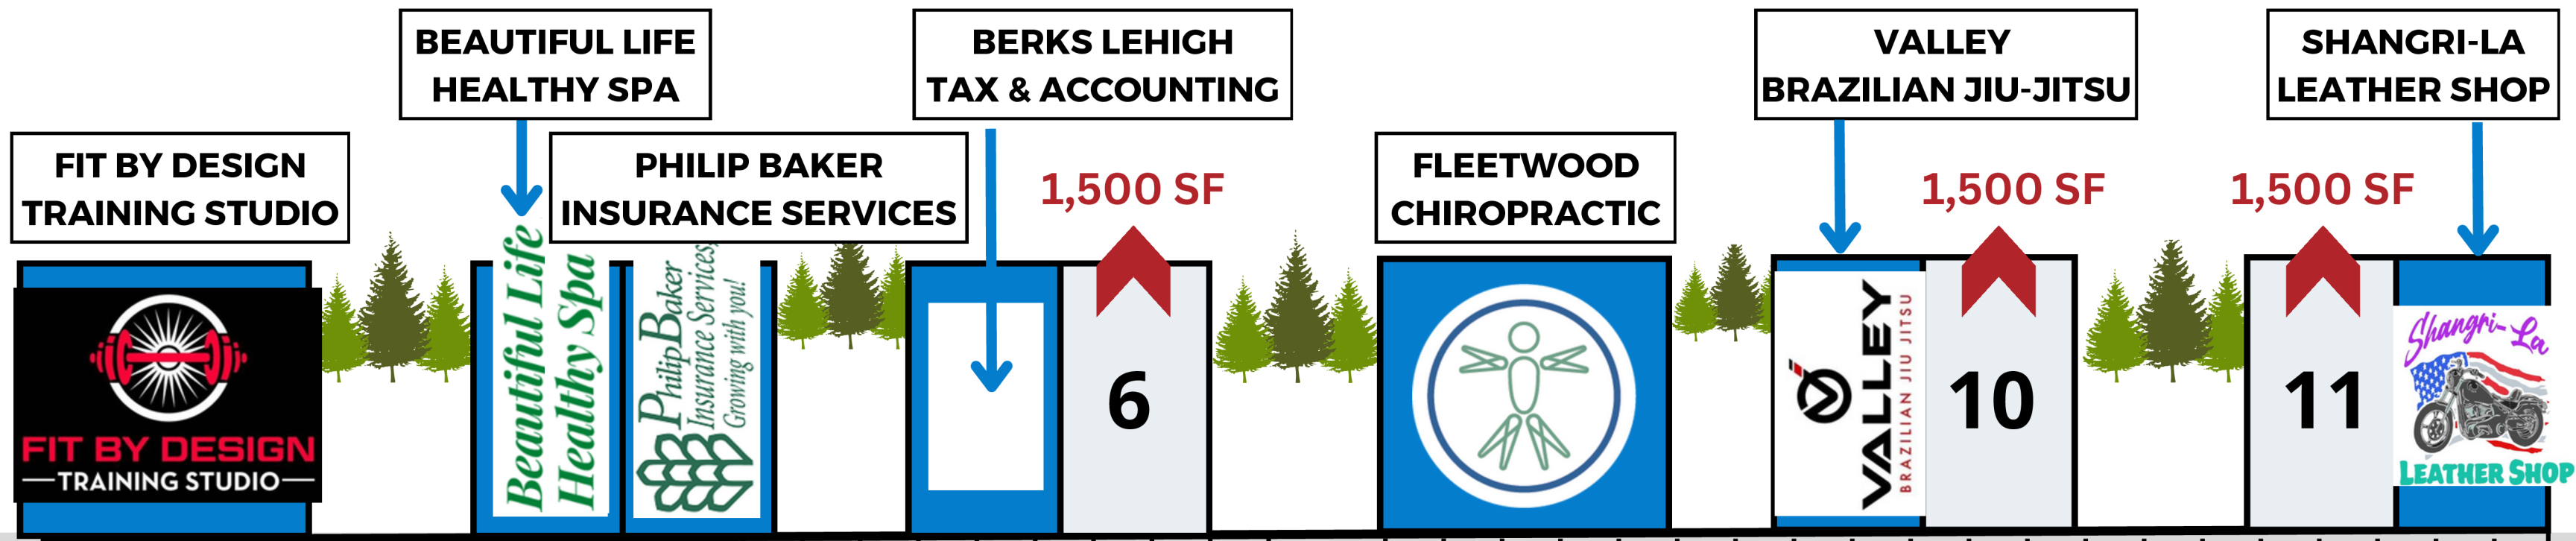 BEAUTIFUL LIFE
HEALTHY SPA
BERKS LEHIGH
TAX & ACCOUNTING
VALLEY
BRAZILIAN JIU-JITSU
SHANGRI-LA
LEATHER SHOP
FIT BY DESIGN
TRAINING STUDIO
PHILIP BAKER
INSURANCE SERVICES
1,500 SF
FLEETWOOD
CHIROPRACTIC
1,500 SF
1,500 SF
FIT BY DESIGN
TRAINING STUDIO
Beautiful Life
Healthy Spa
Philip Baker
Insurance Services,
Growing with you!
6
VALLEY
BRAZILIAN JIU JITSU
10
11
Shangri-La
LEATHER SHOP